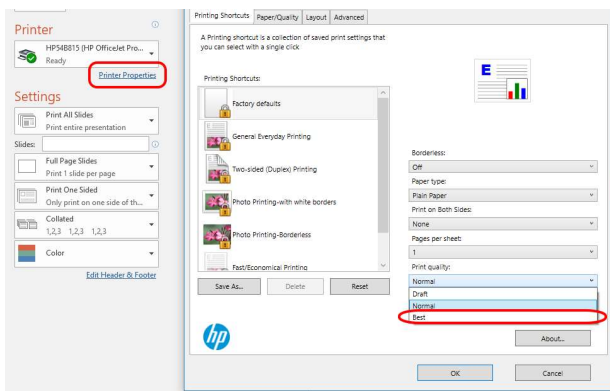 Printer
HP54B815 (HP OfficeJet Pro...
Ready
Printer Properties
Settings
Print All Slides
Print entire presentation
Slides:
Full Page Slides
Print 1 slide per page
Print One Sided
Only print on one side of th...
Collated
1,2,3 1,2,3 1,2,3
Color
Edit Header & Footer
Printing Shortcuts Paper/Quality Layout Advanced
A Printing shortcut is a collection of saved print settings that
you can select with a single click
Printing Shortcuts:
Factory defaults
General Everyday Printing
Two-sided (Duplex) Printing
Photo Printing-with white borders
Photo Printing-Borderless
Fast/Economical Printing
Save As... Delete Reset
E
Borderless:
Off
Paper type:
Plain Paper
Print on Both Sides:
None
Pages per sheet:
1
Print quality:
Normal
Draft
Normal
Best
hp
About...
OK Cancel